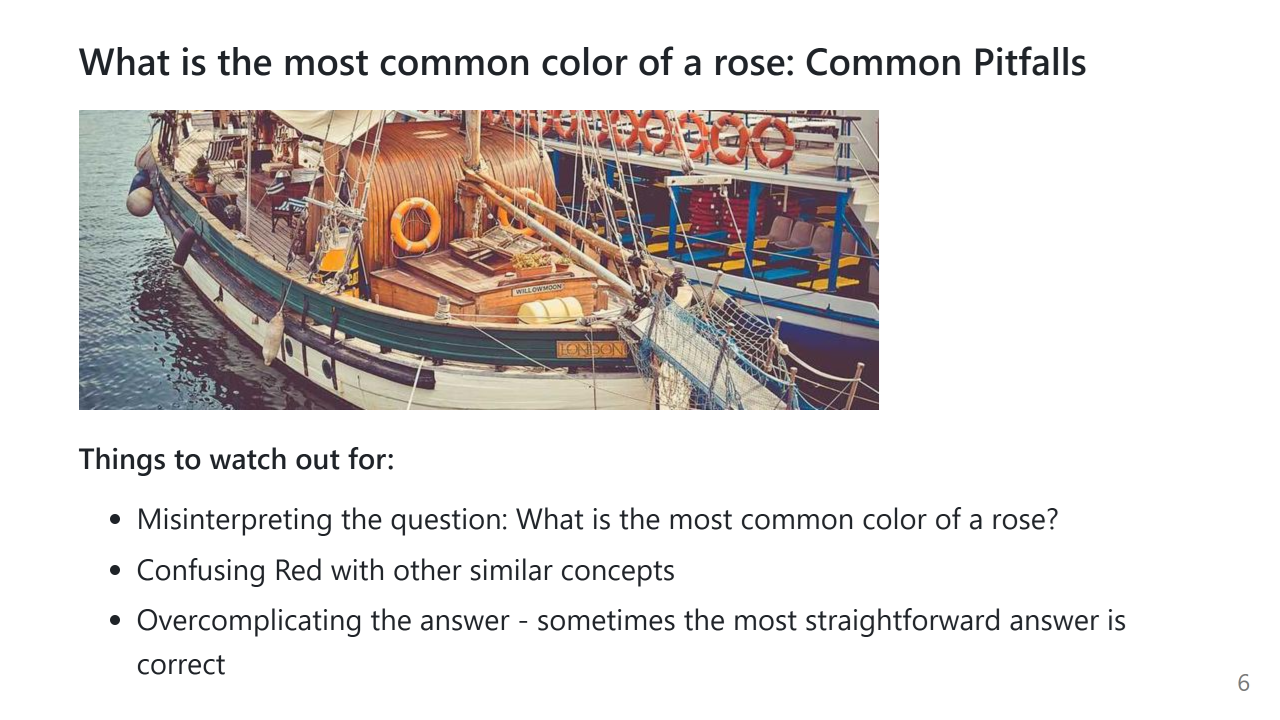 What is the most common color of a rose: Common Pitfalls
WILLOWMOON
LONDON
Things to watch out for:
Misinterpreting the question: What is the most common color of a rose?
Confusing Red with other similar concepts
Overcomplicating the answer - sometimes the most straightforward answer is
correct
6